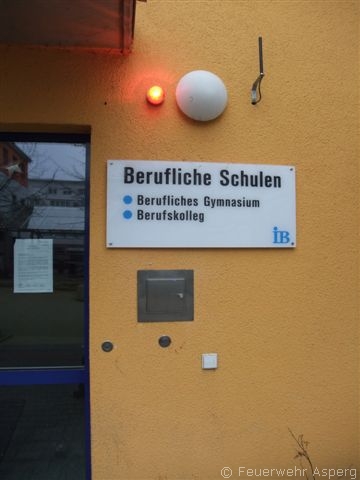 Berufliche Schulen
Berufliches Gymnasium
Berufskolleg
iB
© Feuerwehr Asperg